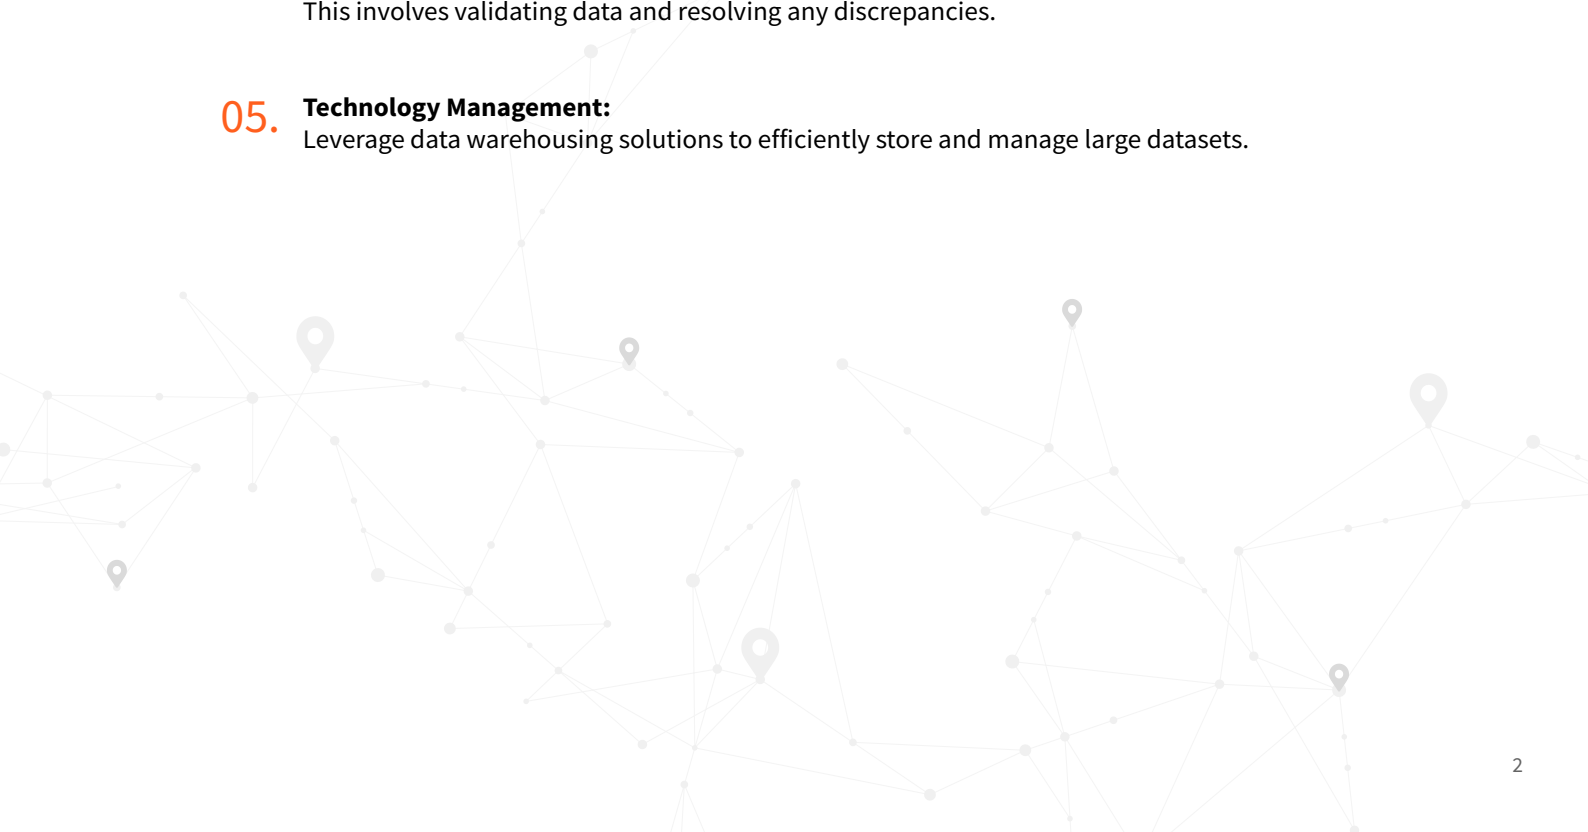 This involves validating data and resolving any discrepancies.
05.
Technology Management:
Leverage data warehousing solutions to efficiently store and manage large datasets.
2